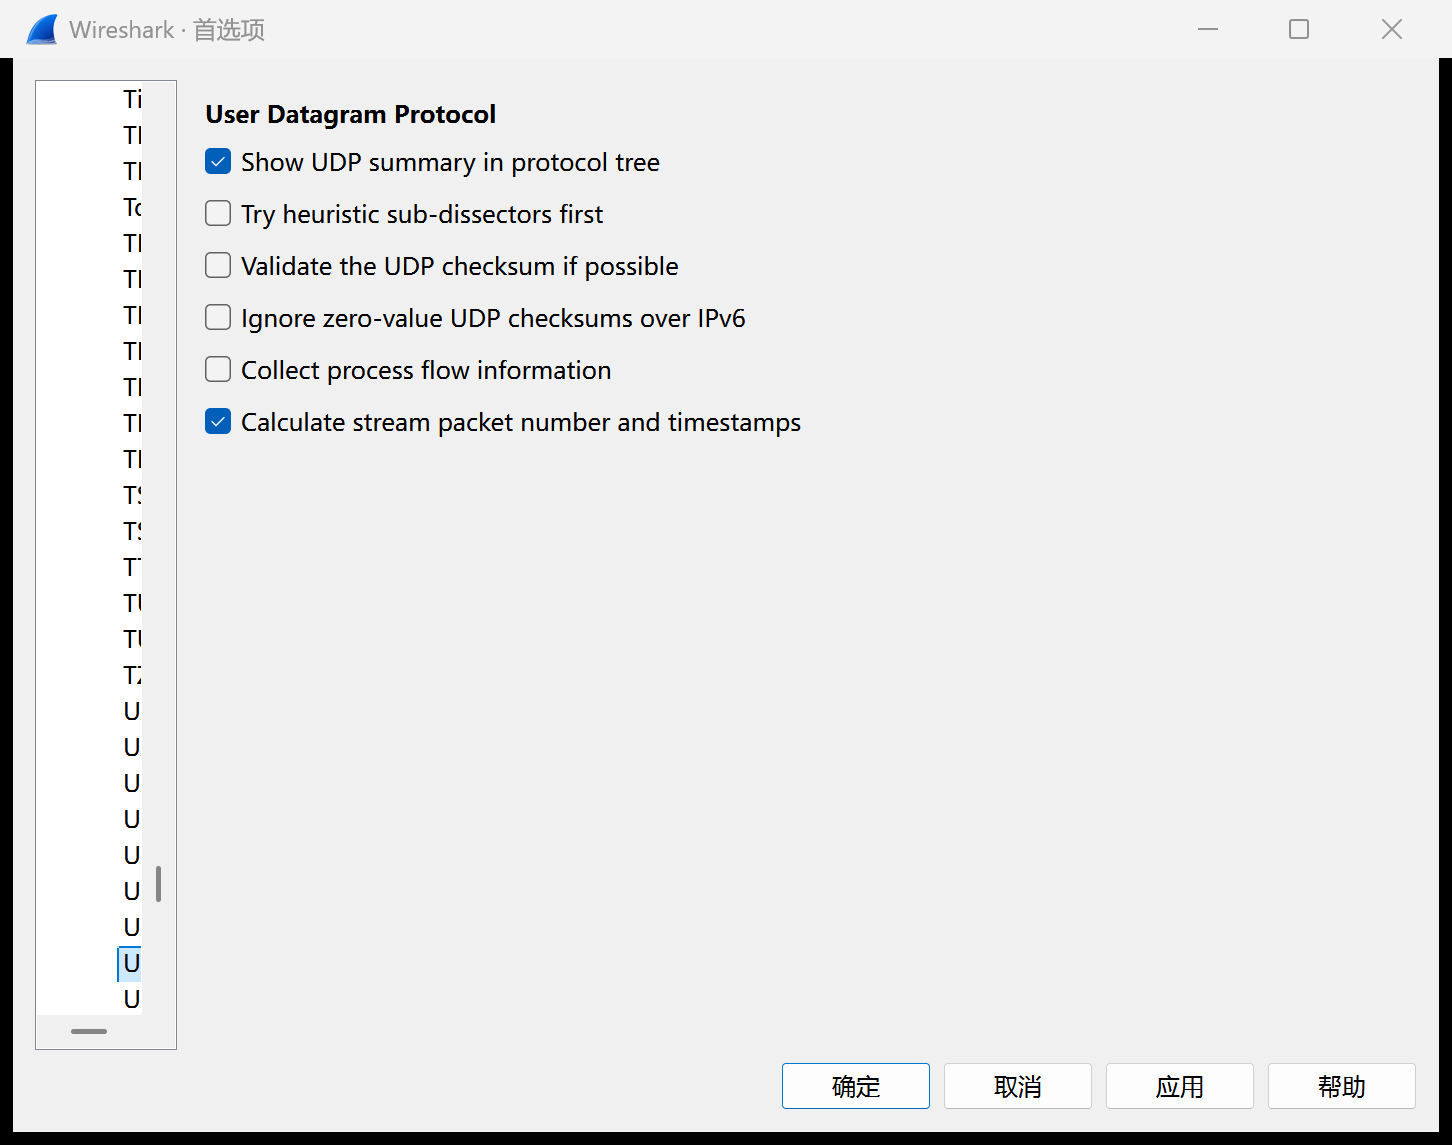 Wireshark · 首选项
Ti
User Datagram Protocol
Show UDP summary in protocol tree
Try heuristic sub-dissectors first
Validate the UDP checksum if possible
Ignore zero-value UDP checksums over IPv6
Collect process flow information
Calculate stream packet number and timestamps
U
U
U
U
U
U
U
U
U
确定
取消
应用
帮助